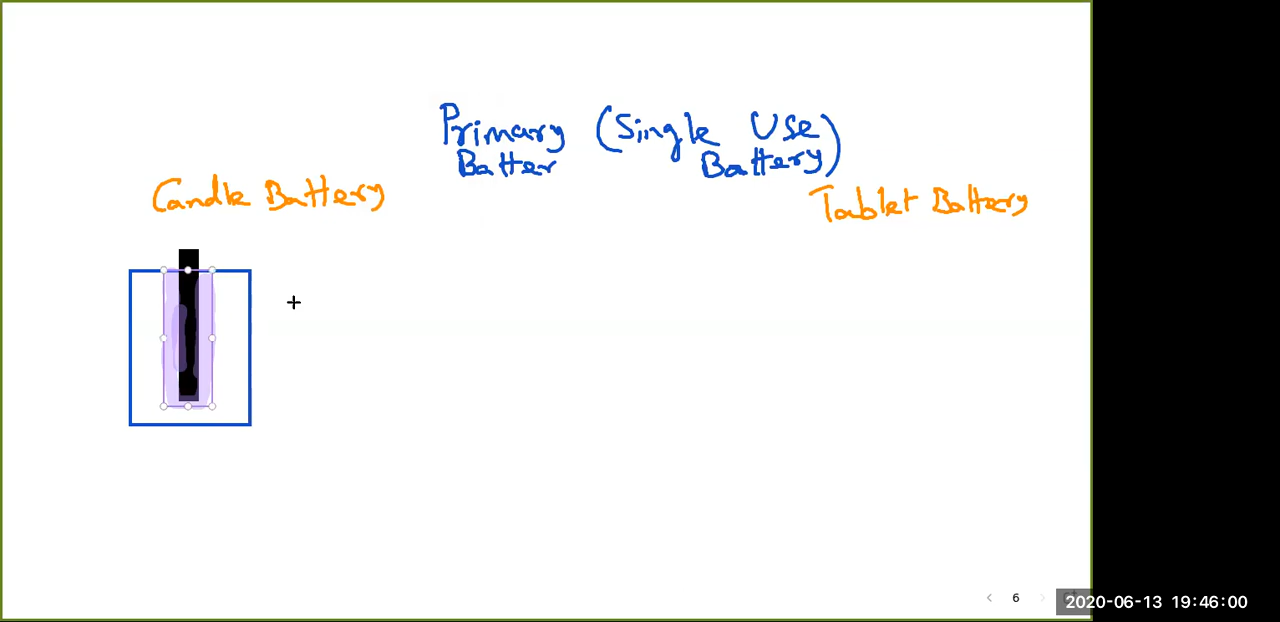 Primary (Single Use
Batter Battery)
Candle Battery
Tablet Battery
6
2020-06-13 19:46:00